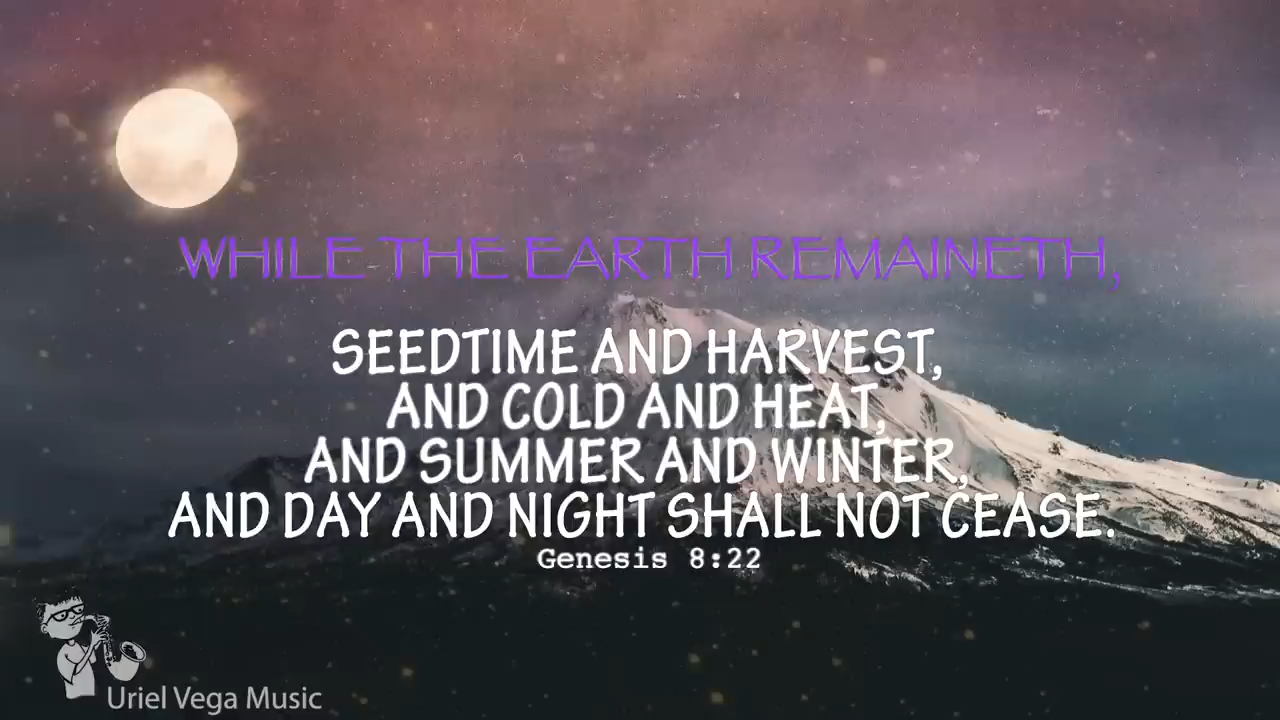 WHILE THE EARTH REMAINETH,
SEEDTIME AND HARVEST,
AND COLD AND HEAT,
AND SUMMER AND WINTER,
AND DAY AND NIGHT SHALL NOT CEASE.
Genesis 8:22
Uriel Vega Music